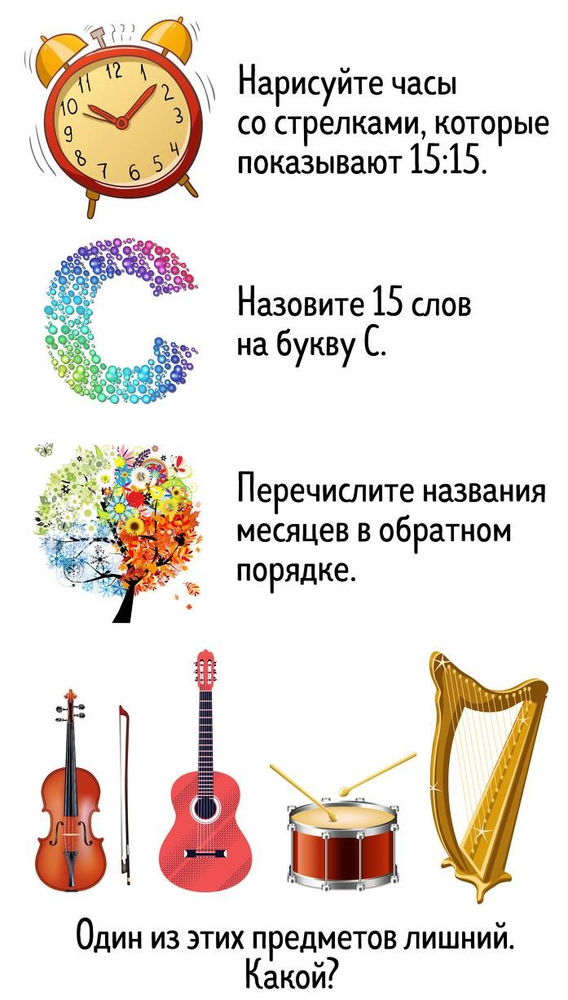 12
1
2
3
4
5
6
7
8
9
10
11
Нарисуйте часы
со стрелками, которые
показывают 15:15.
С
Назовите 15 слов
на букву С.
Перечислите названия
месяцев в обратном
порядке.
Один из этих предметов лишний.
Какой?